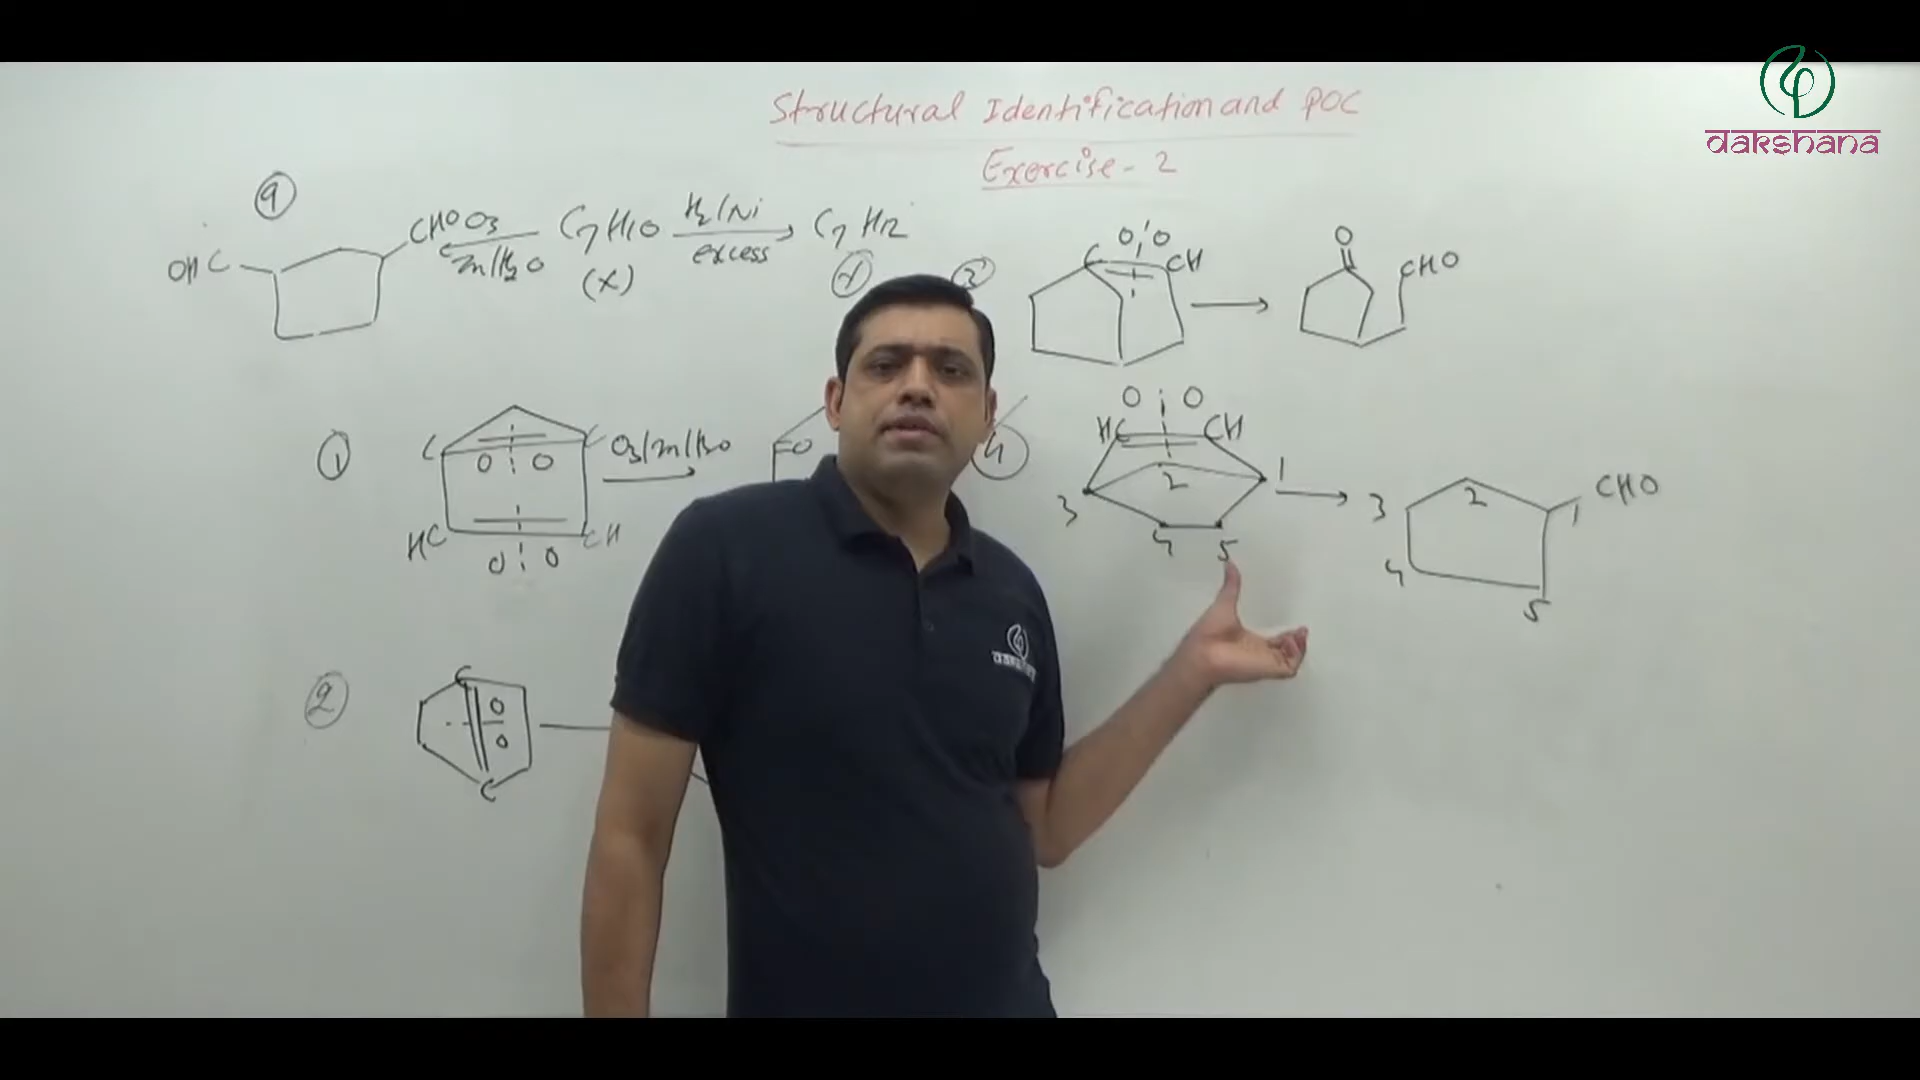 dakshana
Structural Identification and POC
Exercise - 2
9
OHC
CHO
O3
Zn/H2O
C7H10
(X)
H2/Ni
excess
C7H12
(Y)
3
C
O O
CH
O
CHO
1
C
C
O O
HC
CH
O O
O3/Zn/H2O
O
4
O O
HC
CH
1
2
3
4
5
3
2
1
CHO
4
5
2
C
O
O
C